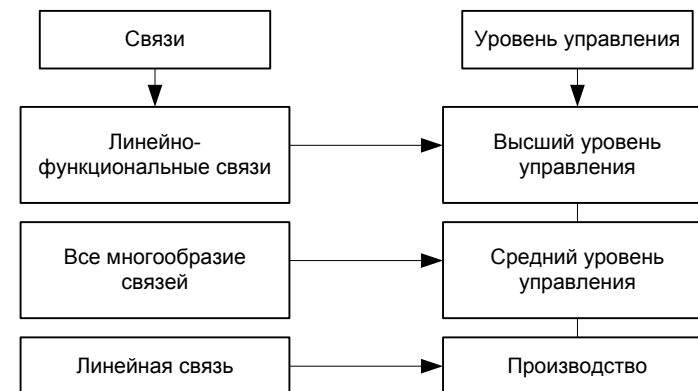 Связи
Уровень управления
Линейно-
функциональные связи
Высший уровень
управления
Все многообразие
связей
Средний уровень
управления
Линейная связь
Производство